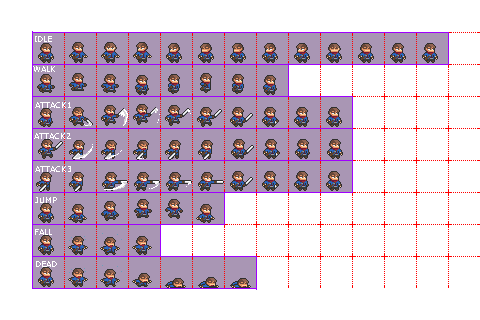 IDLE
WALK
ATTACK1
ATTACK2
ATTACK3
JUMP
FALL
DEAD